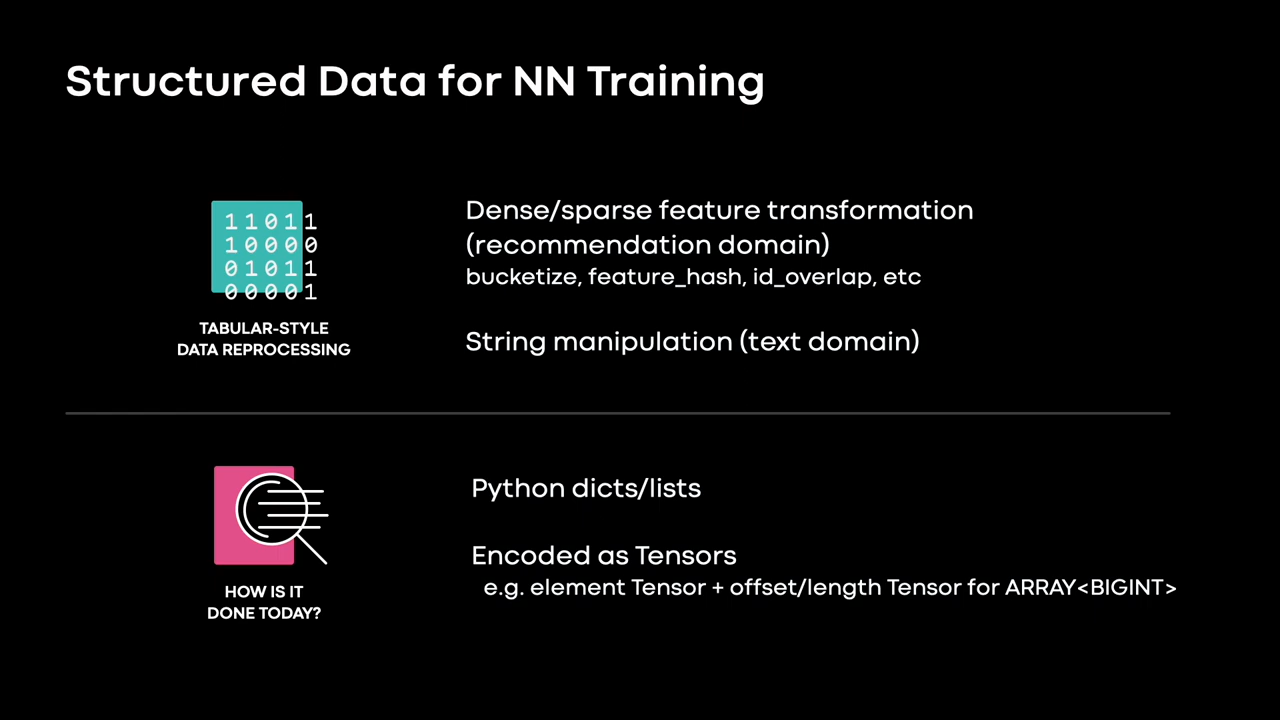 Structured Data for NN Training
11011
10000
01011
00001
TABULAR-STYLE
DATA REPROCESSING
Dense/sparse feature transformation
(recommendation domain)
bucketize, feature_hash, id_overlap, etc
String manipulation (text domain)
HOW IS IT
DONE TODAY?
Python dicts/lists
Encoded as Tensors
e.g. element Tensor + offset/length Tensor for ARRAY<BIGINT>